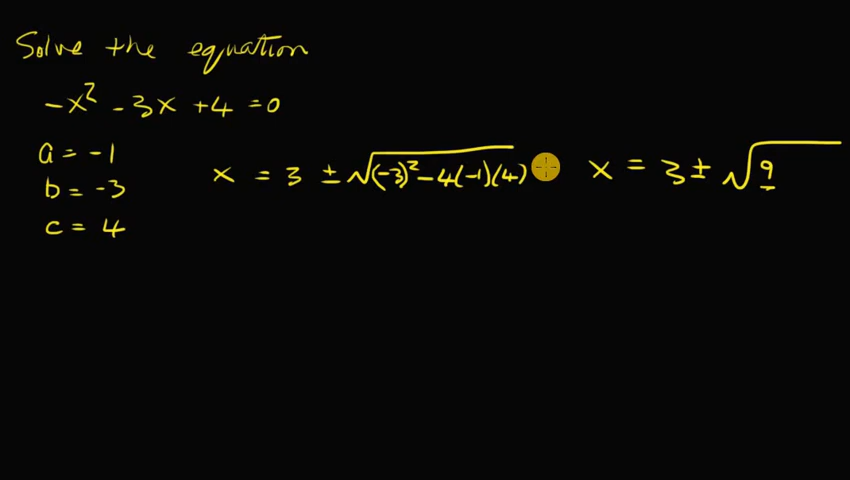 Solve the equation
-x² - 3x + 4 = 0
a = -1
b = -3
c = 4
x = 3 ± √(-3)² - 4(-1)(4)
x = 3 ± √9